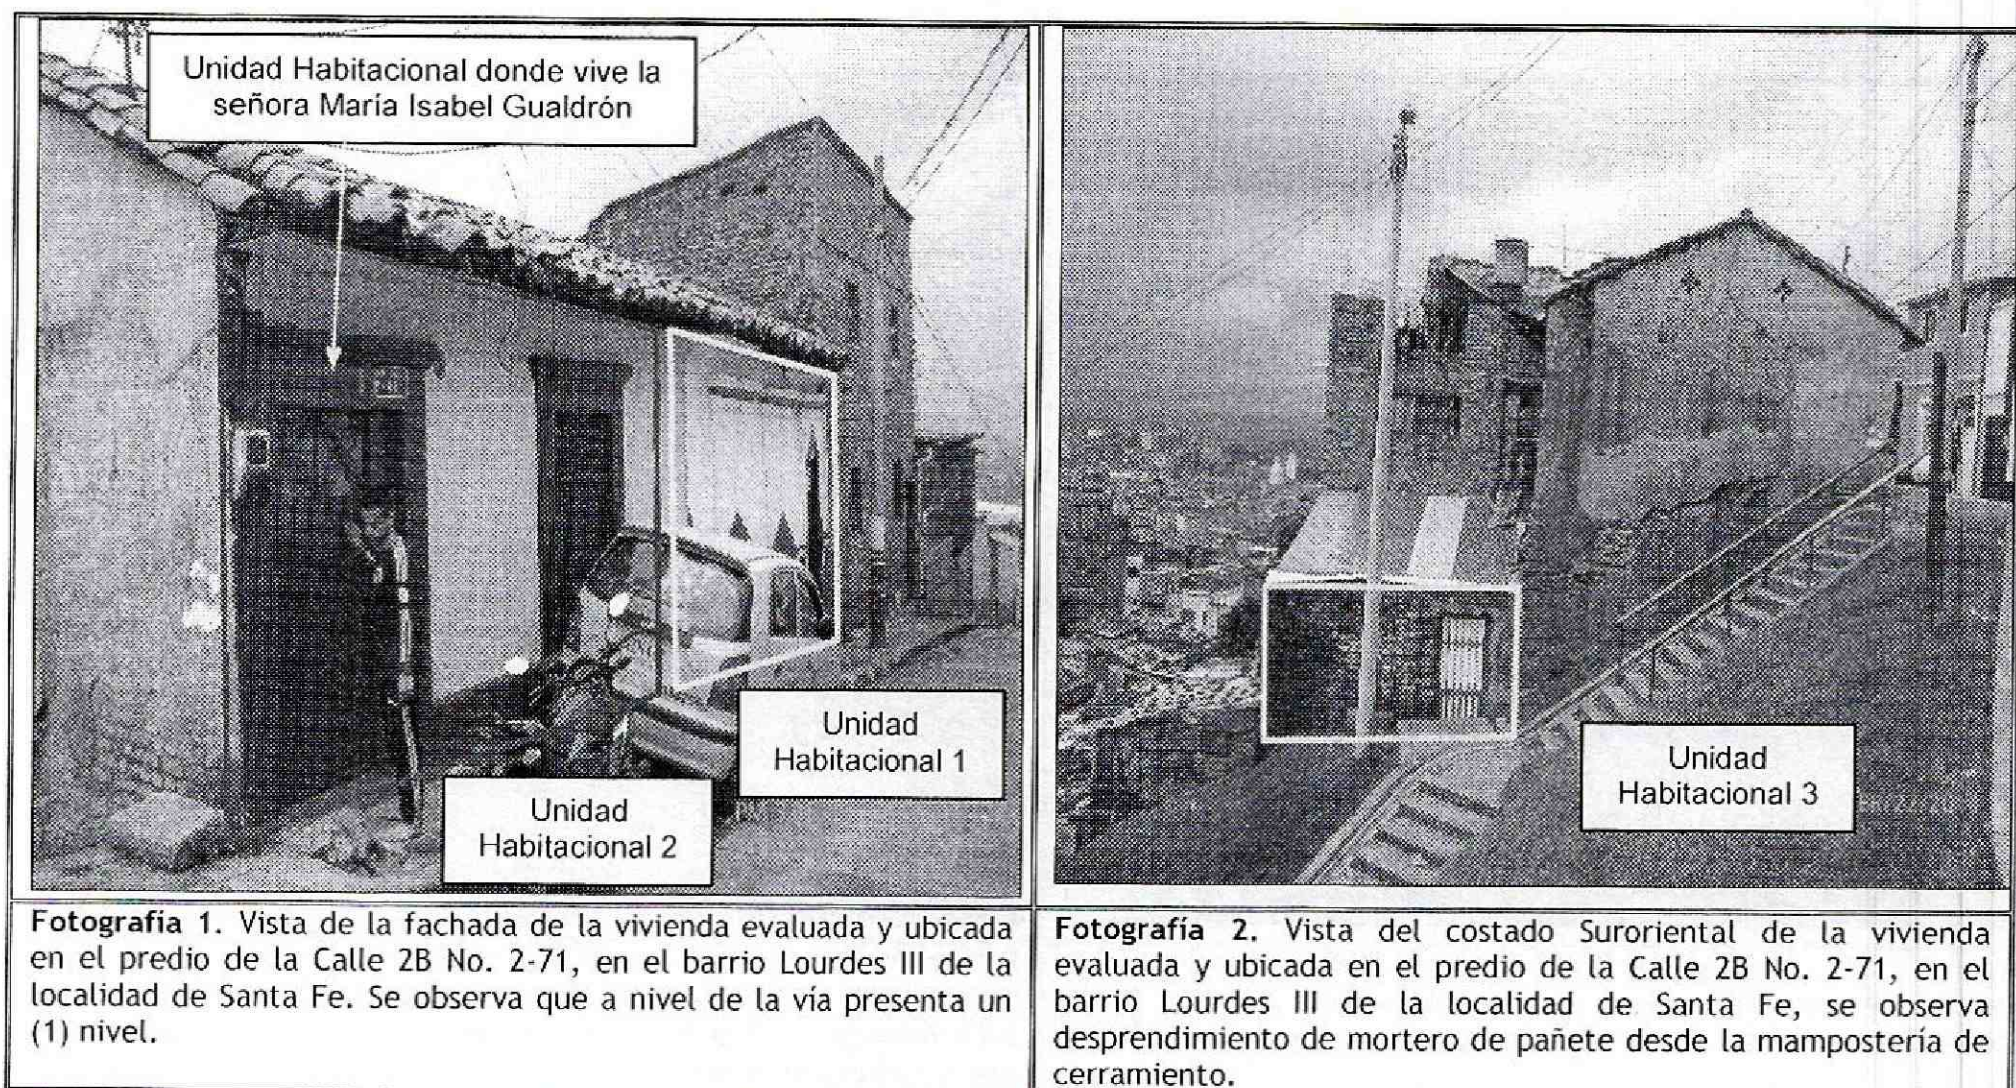 Unidad Habitacional donde vive la
señora María Isabel Gualdrón
Unidad
Habitacional 1
Unidad
Habitacional 2
Unidad
Habitacional 3
Fotografía 1. Vista de la fachada de la vivienda evaluada y ubicada
en el predio de la Calle 2B No. 2-71, en el barrio Lourdes III de la
localidad de Santa Fe. Se observa que a nivel de la vía presenta un
(1) nivel.
Fotografía 2. Vista del costado Suroriental de la vivienda
evaluada y ubicada en el predio de la Calle 2B No. 2-71, en el
barrio Lourdes III de la localidad de Santa Fe, se observa
desprendimiento de mortero de pañete desde la mampostería de
cerramiento.